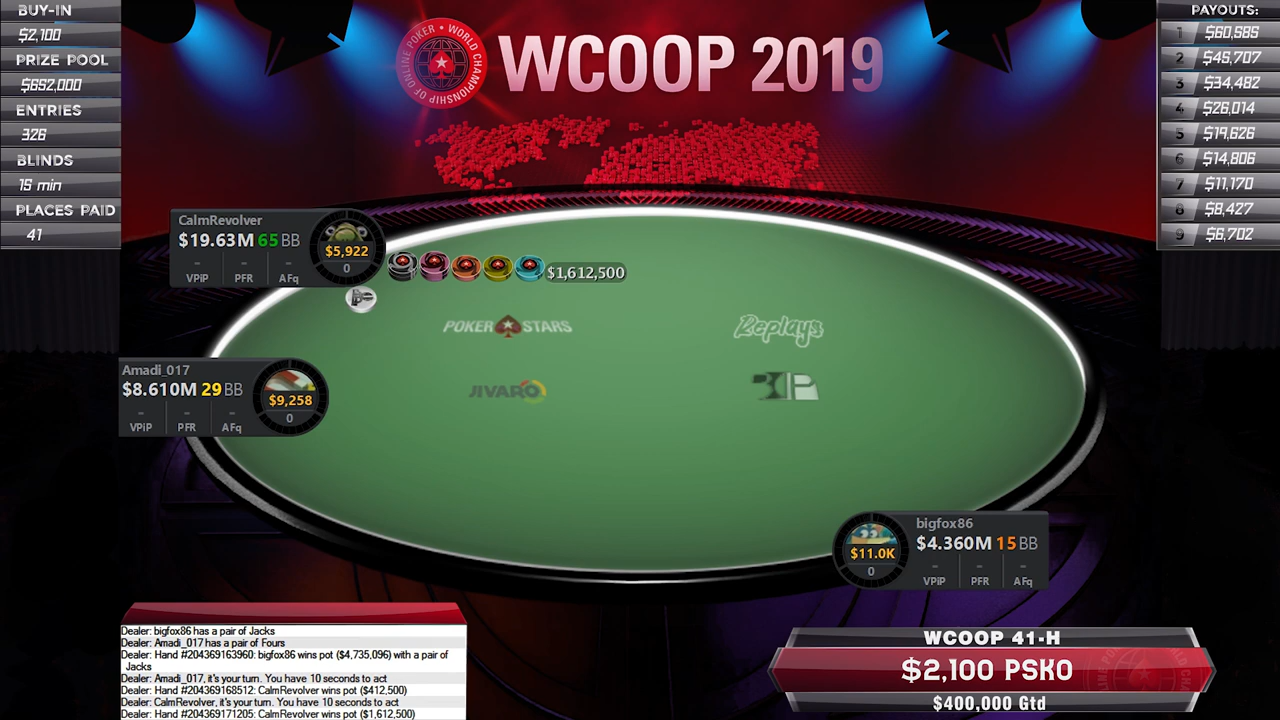 BUY-IN
$2,100
PRIZE POOL
$652,000
ENTRIES
326
BLINDS
15 min
PLACES PAID
41
WORLD CHAMPIONSHIP OF ONLINE POKER
WCOOP 2019
PAYOUTS:
1 $60,585
2 $45,707
3 $34,482
4 $26,014
5 $19,626
6 $14,806
7 $11,170
8 $8,427
9 $6,702
CalmRevolver
$19.63M 65 BB
- - -
VPiP PFR AFq
$5,922
0
$1,612,500
POKER STARS
Replays
JIVARO
Amadi_017
$8.610M 29 BB
- - -
VPiP PFR AFq
$9,258
0
bigfox86
$4.360M 15 BB
- - -
VPiP PFR AFq
$11.0K
0
Dealer: bigfox86 has a pair of Jacks
Dealer: Amadi_017 has a pair of Fours
Dealer: Hand #204369163960: bigfox86 wins pot ($4,735,096) with a pair of
Jacks
Dealer: Amadi_017, it's your turn. You have 10 seconds to act
Dealer: Hand #204369168512: CalmRevolver wins pot ($412,500)
Dealer: CalmRevolver, it's your turn. You have 10 seconds to act
Dealer: Hand #204369171205: CalmRevolver wins pot ($1,612,500)
WCOOP 41-H
$2,100 PSKO
$400,000 Gtd